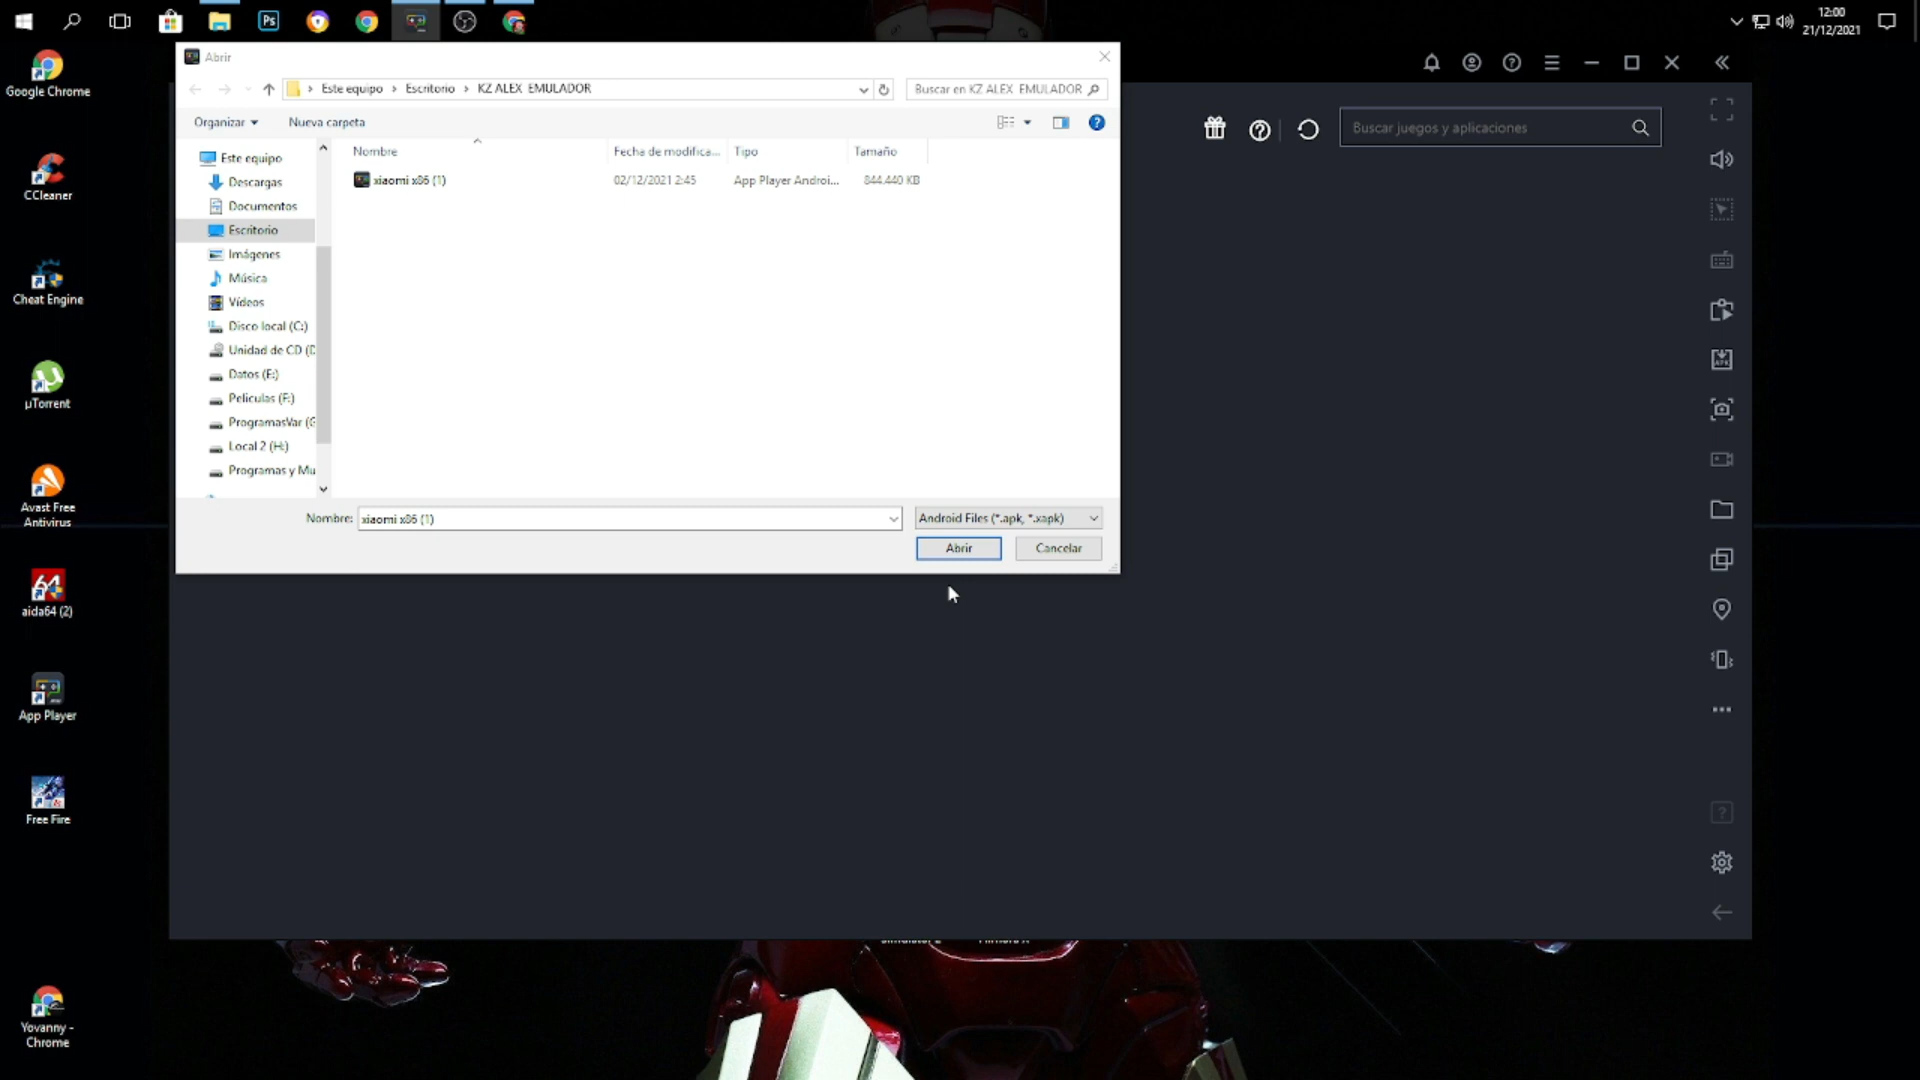 12:00
21/12/2021
Google Chrome
CCleaner
Cheat Engine
µTorrent
Avast Free
Antivirus
aida64 (2)
App Player
Free Fire
Yovanny -
Chrome
Abrir
Este equipo › Escritorio › KZ ALEX EMULADOR
Buscar en KZ ALEX EMULADOR
Organizar
Nueva carpeta
Este equipo
Descargas
Documentos
Escritorio
Imágenes
Música
Vídeos
Disco local (C:)
Unidad de CD (D
Datos (E:)
Peliculas (F:)
ProgramasVar (G
Local 2 (H:)
Programas y Mu
Nombre
Fecha de modifica...
Tipo
Tamaño
xiaomi x86 (1)
02/12/2021 2:45
App Player Androi...
844.440 KB
Nombre:
xiaomi x86 (1)
Android Files (*.apk, *.xapk)
Abrir
Cancelar
Buscar juegos y aplicaciones
Ps
64
APK